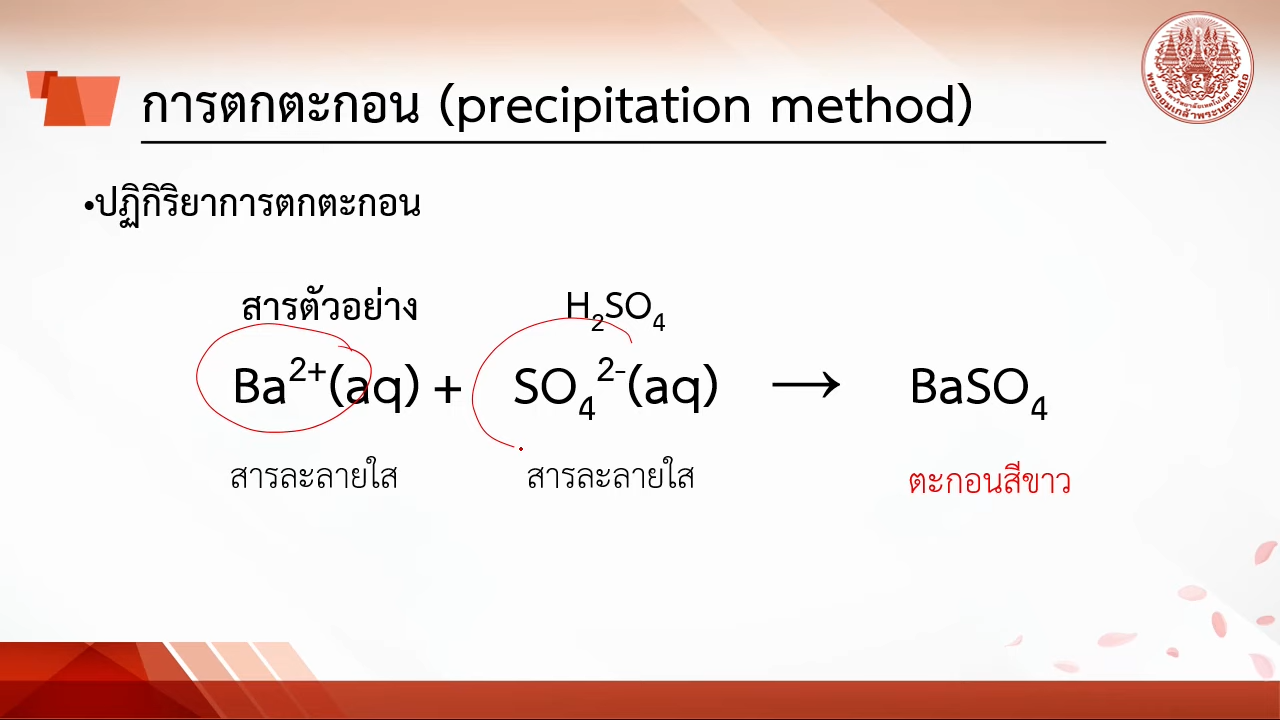 การตกตะกอน (precipitation method)
•ปฏิกิริยาการตกตะกอน
สารตัวอย่าง H₂SO₄
Ba²⁺(aq) + SO₄²⁻(aq) → BaSO₄
สารละลายใส สารละลายใส ตะกอนสีขาว